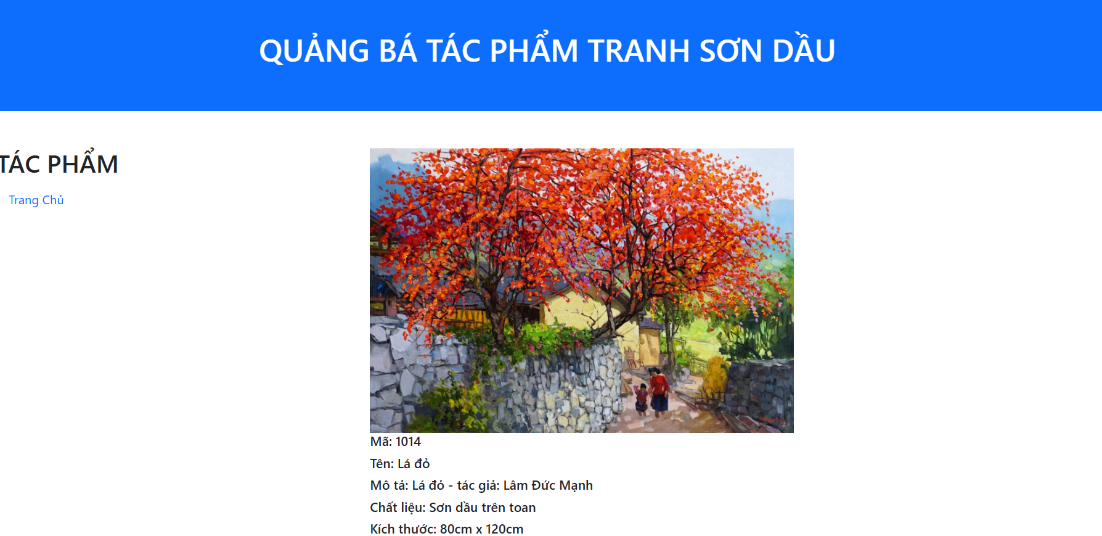 QUẢNG BÁ TÁC PHẨM TRANH SƠN DẦU
TÁC PHẨM
Trang Chủ
Mã: 1014
Tên: Lá đỏ
Mô tả: Lá đỏ - tác giả: Lâm Đức Mạnh
Chất liệu: Sơn dầu trên toan
Kích thước: 80cm x 120cm